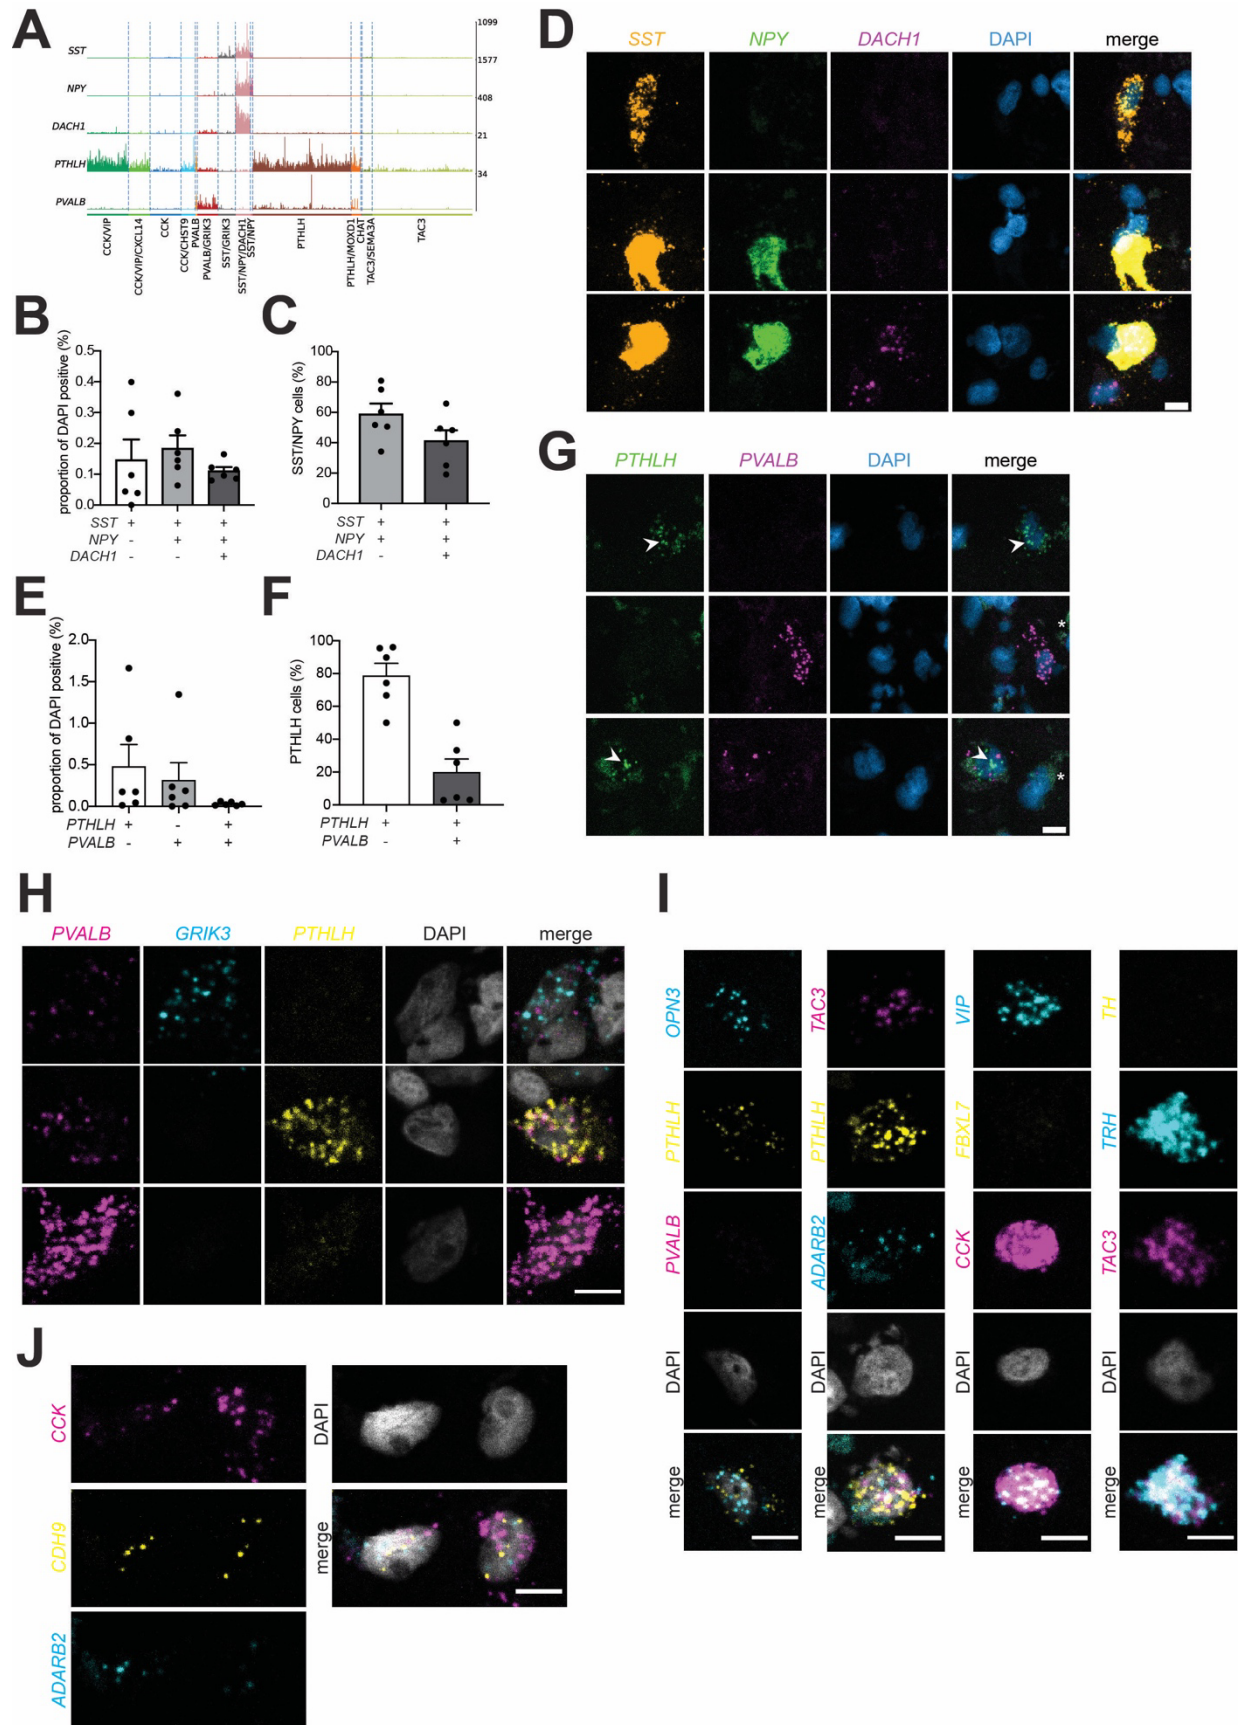 A
SST
NPY
DACH1
PTHLH
PVALB
1099
1577
408
21
34
CCK/VIP
CCK/VIP/CXCL14
CCK
CCK/CHST9
PVALB
PVALB/GRIK3
SST/GRIK3
SST/NPY/DACH1
SST/NPY
PTHLH
PTHLH/MOXD1
CHAT
TAC3/SEMA3A
TAC3
B
proportion of DAPI positive (%)
0.5
0.4
0.3
0.2
0.1
0.0
SST + + +
NPY - + +
DACH1 - - +
C
SST/NPY cells (%)
100
80
60
40
20
0
SST + +
NPY + +
DACH1 - +
D
SST NPY DACH1 DAPI merge
E
proportion of DAPI positive (%)
2.0
1.5
1.0
0.5
0.0
PTHLH + - +
PVALB - + +
F
PTHLH cells (%)
100
80
60
40
20
0
PTHLH + +
PVALB - +
G
PTHLH PVALB DAPI merge
*
*
H
PVALB GRIK3 PTHLH DAPI merge
I
OPN3
PTHLH
PVALB
DAPI
merge
TAC3
PTHLH
ADARB2
DAPI
merge
VIP
FBXL7
CCK
DAPI
merge
TH
TRH
TAC3
DAPI
merge
J
CCK
CDH9
ADARB2
DAPI
merge